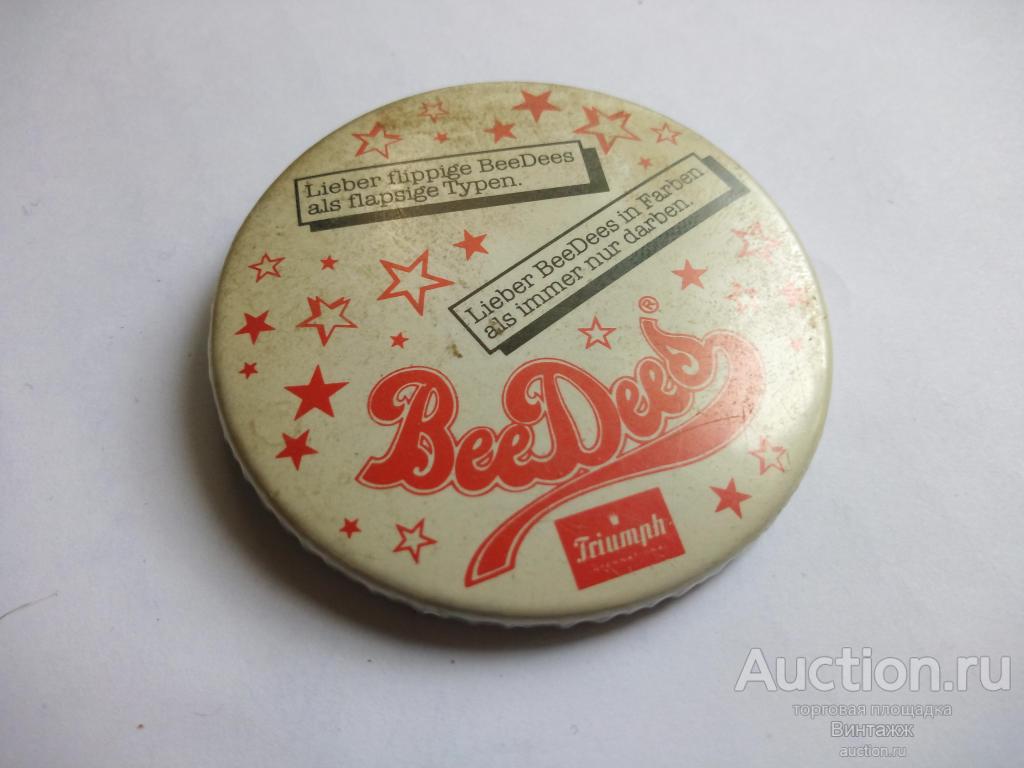 Lieber flippige BeeDees
als flapsige Typen.
Lieber BeeDees in Farben
als immer nur darben.
BeeDees®
Triumph
INTERNATIONAL
Auction.ru
торговая площадка
Винтажж
auction.ru